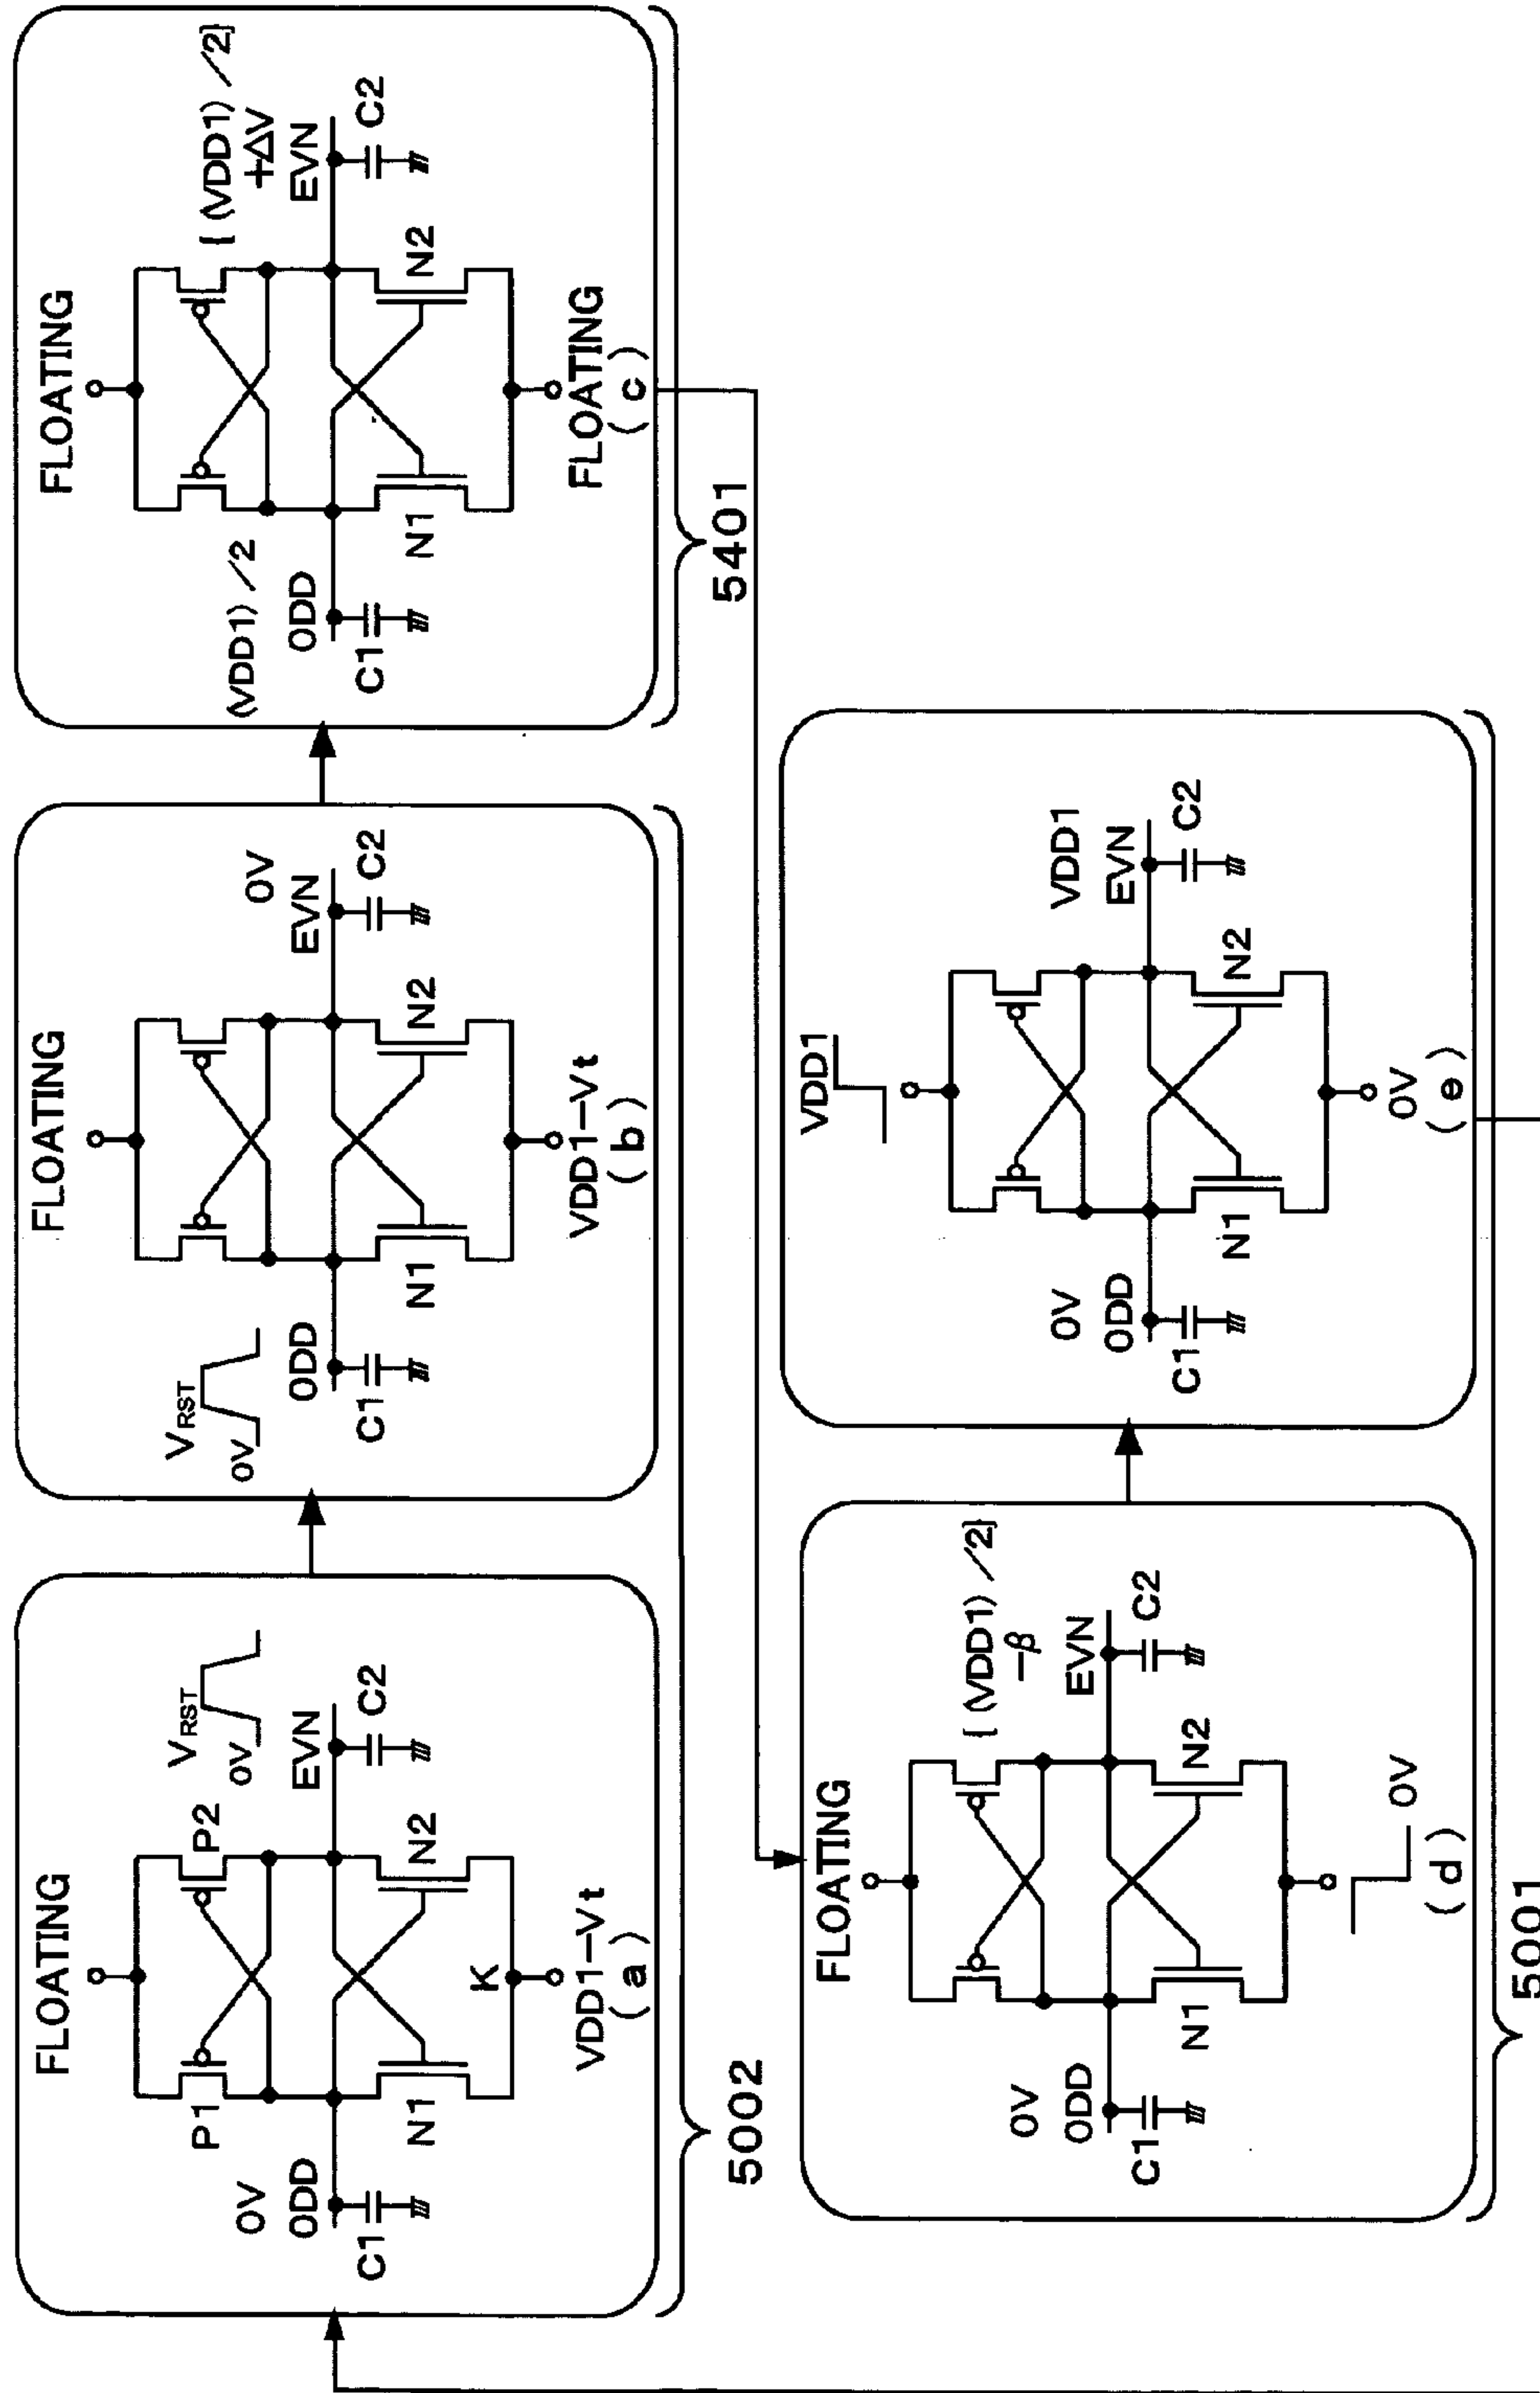 FLOATING
P1
P2
VRST
0V
0V
ODD
EVN
C1
C2
N1
N2
K
VDD1-Vt
(a)
FLOATING
VRST
0V
0V
ODD
EVN
C1
C2
N1
N2
VDD1-Vt
(b)
5002
FLOATING
(VDD1)/2
[(VDD1)/2]
+ΔV
ODD
EVN
C1
C2
N1
N2
FLOATING
(c)
5401
FLOATING
0V
[(VDD1)/2]
-β
ODD
EVN
C1
C2
N1
N2
0V
(d)
VDD1
0V
VDD1
ODD
EVN
C1
C2
N1
N2
0V
(e)
5001